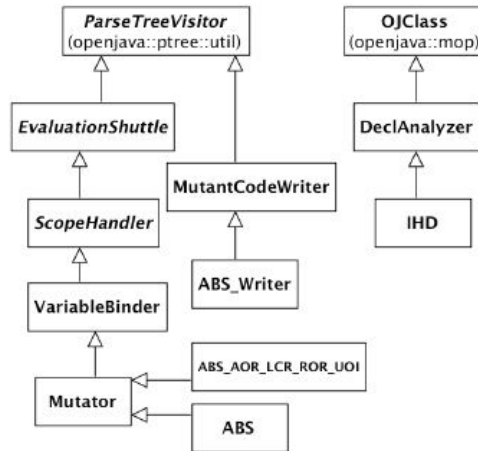 ParseTreeVisitor
(openjava::ptree::util)
OJClass
(openjava::mop)
EvaluationShuttle
DeclAnalyzer
MutantCodeWriter
ScopeHandler
IHD
ABS_Writer
VariableBinder
ABS_AOR_LCR_ROR_UOI
Mutator
ABS